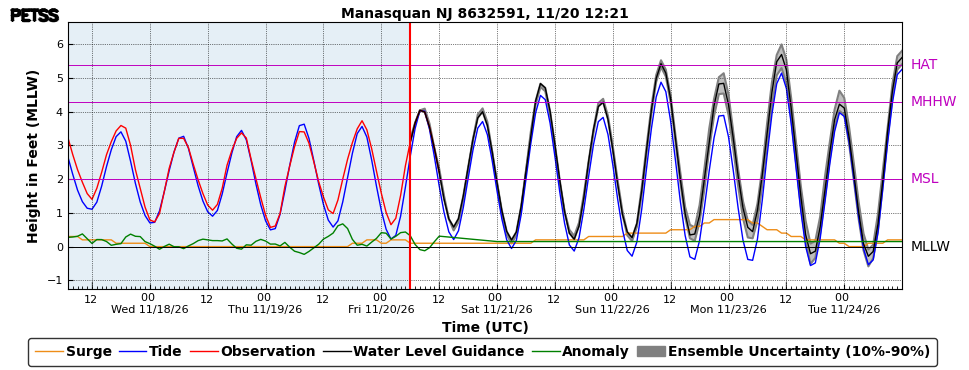 PETSS
Manasquan NJ 8632591, 11/20 12:21
Height in Feet (MLLW)
6
5
4
3
2
1
0
−1
HAT
MHHW
MSL
MLLW
12 00 12 00 12 00 12 00 12 00 12 00 12 00
Wed 11/18/26 Thu 11/19/26 Fri 11/20/26 Sat 11/21/26 Sun 11/22/26 Mon 11/23/26 Tue 11/24/26
Time (UTC)
Surge Tide Observation Water Level Guidance Anomaly Ensemble Uncertainty (10%-90%)